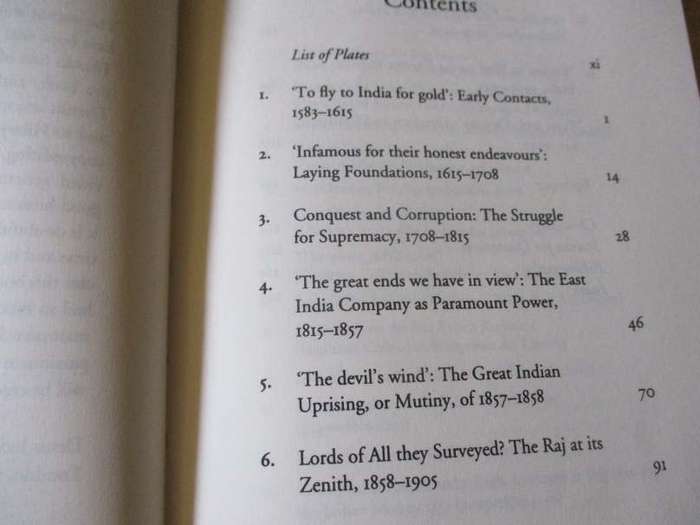 Contents
List of Plates xi
1. ‘To fly to India for gold’: Early Contacts,
1583–1615 1
2. ‘Infamous for their honest endeavours’:
Laying Foundations, 1615–1708 14
3. Conquest and Corruption: The Struggle
for Supremacy, 1708–1815 28
4. ‘The great ends we have in view’: The East
India Company as Paramount Power,
1815–1857 46
5. ‘The devil’s wind’: The Great Indian
Uprising, or Mutiny, of 1857–1858 70
6. Lords of All they Surveyed? The Raj at its
Zenith, 1858–1905 91